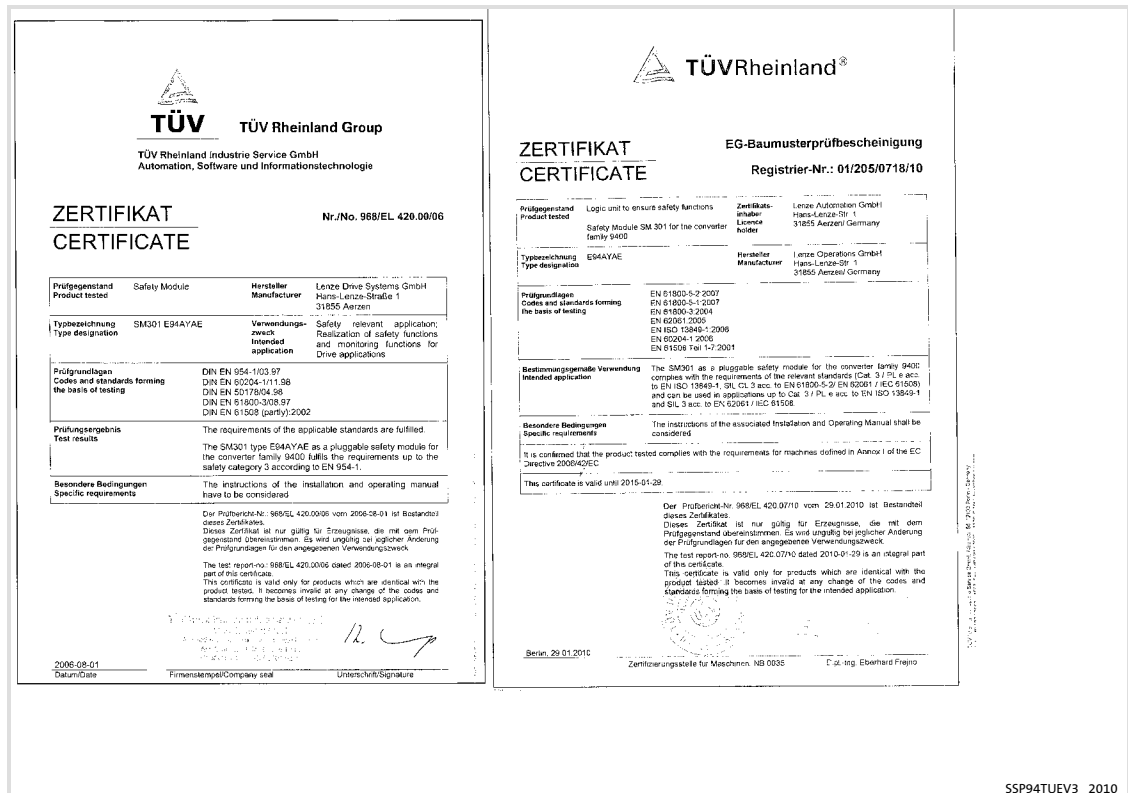 TÜV
TÜV Rheinland Group
TÜV Rheinland Industrie Service GmbH
Automation, Software und Informationstechnologie
ZERTIFIKAT
CERTIFICATE
Nr./No. 968/EL 420.00/06
Prüfgegenstand
Product tested
Safety Module
Hersteller
Manufacturer
Lenze Drive Systems GmbH
Hans-Lenze-Straße 1
31855 Aerzen
Typbezeichnung
Type designation
SM301 E94AYAE
Verwendungs-
zweck
Intended
application
Safety relevant application;
Realization of safety functions
and monitoring functions for
Drive applications
Prüfgrundlagen
Codes and standards forming
the basis of testing
DIN EN 954-1/03.97
DIN EN 60204-1/11.98
DIN EN 50178/04.98
DIN EN 61800-3/08.97
DIN EN 61508 (partly):2002
Prüfungsergebnis
Test results
The requirements of the applicable standards are fulfilled.
The SM301 type E94AYAE as a pluggable safety module for
the converter family 9400 fulfils the requirements up to the
safety category 3 according to EN 954-1.
Besondere Bedingungen
Specific requirements
The instructions of the installation and operating manual
have to be considered
Der Prüfbericht-Nr.: 968/EL 420.00/06 vom 2006-08-01 ist Bestandteil
dieses Zertifikates.
Dieses Zertifikat ist nur gültig für Erzeugnisse, die mit dem Prüf-
gegenstand übereinstimmen. Es wird ungültig bei jeglicher Änderung
der Prüfgrundlagen für den angegebenen Verwendungszweck.
The test report-no.: 968/EL 420.00/06 dated 2006-08-01 is an integral
part of this certificate.
This certificate is valid only for products which are identical with the
product tested. It becomes invalid at any change of the codes and
standards forming the basis of testing for the intended application.
2006-08-01
Datum/Date
Firmenstempel/Company seal
Unterschrift/Signature
TÜVRheinland®
ZERTIFIKAT
CERTIFICATE
EG-Baumusterprüfbescheinigung
Registrier-Nr.: 01/205/0718/10
Prüfgegenstand
Product tested
Logic unit to ensure safety functions
Safety Module SM 301 for the converter
family 9400
Zertifikats-
inhaber
Licence
holder
Lenze Automation GmbH
Hans-Lenze-Str. 1
31855 Aerzen/ Germany
Typbezeichnung
Type designation
E94AYAE
Hersteller
Manufacturer
Lenze Operations GmbH
Hans-Lenze-Str. 1
31855 Aerzen/ Germany
Prüfgrundlagen
Codes and standards forming
the basis of testing
EN 61800-5-2:2007
EN 61800-5-1:2007
EN 61800-3:2004
EN 62061:2005
EN ISO 13849-1:2006
EN 60204-1:2006
EN 61508 Teil 1-7:2001
Bestimmungsgemäße Verwendung
Intended application
The SM301 as a pluggable safety module for the converter family 9400
complies with the requirements of the relevant standards (Cat. 3 / PL e acc.
to EN ISO 13849-1, SIL CL 3 acc. to EN 61800-5-2/ EN 62061 / IEC 61508)
and can be used in applications up to Cat. 3 / PL e acc. to EN ISO 13849-1
and SIL 3 acc. to EN 62061 / IEC 61508.
Besondere Bedingungen
Specific requirements
The instructions of the associated Installation and Operating Manual shall be
considered
It is confirmed that the product tested complies with the requirements for machines defined in Annex I of the EC
Directive 2006/42/EC
This certificate is valid until 2015-01-29.
Der Prüfbericht-Nr. 968/EL 420.07/10 vom 29.01.2010 ist Bestandteil
dieses Zertifikates.
Dieses Zertifikat ist nur gültig für Erzeugnisse, die mit dem
Prüfgegenstand übereinstimmen. Es wird ungültig bei jeglicher Änderung
der Prüfgrundlagen für den angegebenen Verwendungszweck.
The test report-no. 968/EL 420.07/10 dated 2010-01-29 is an integral part
of this certificate.
This certificate is valid only for products which are identical with the
product tested. It becomes invalid at any change of the codes and
standards forming the basis of testing for the intended application.
Berlin, 29.01.2010
Zertifizierungsstelle für Maschinen, NB 0035
Dipl.-Ing. Eberhard Frejno
SSP94TUEV3 2010